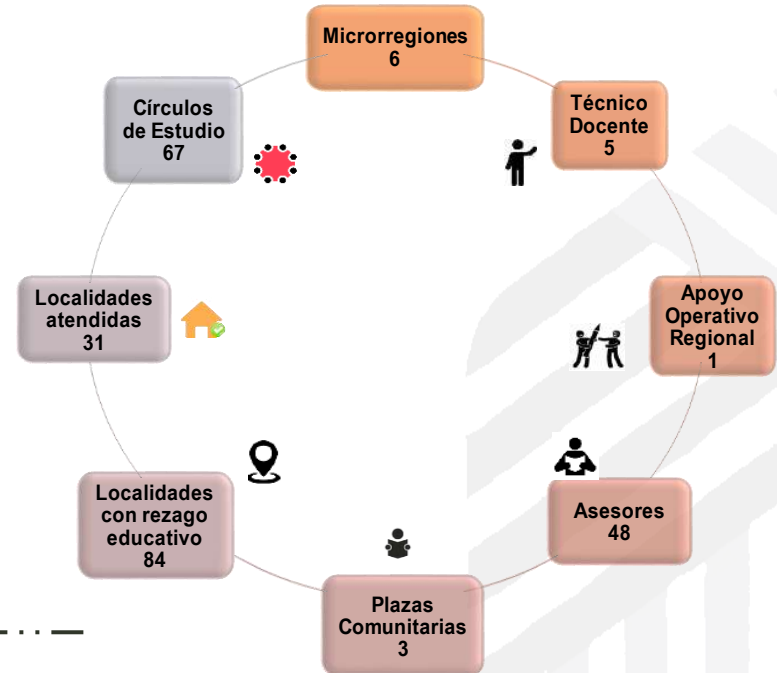 Microrregiones
6
Técnico
Docente
5
Apoyo
Operativo
Regional
1
Asesores
48
Plazas
Comunitarias
3
Localidades
con rezago
educativo
84
Localidades
atendidas
31
Círculos
de Estudio
67